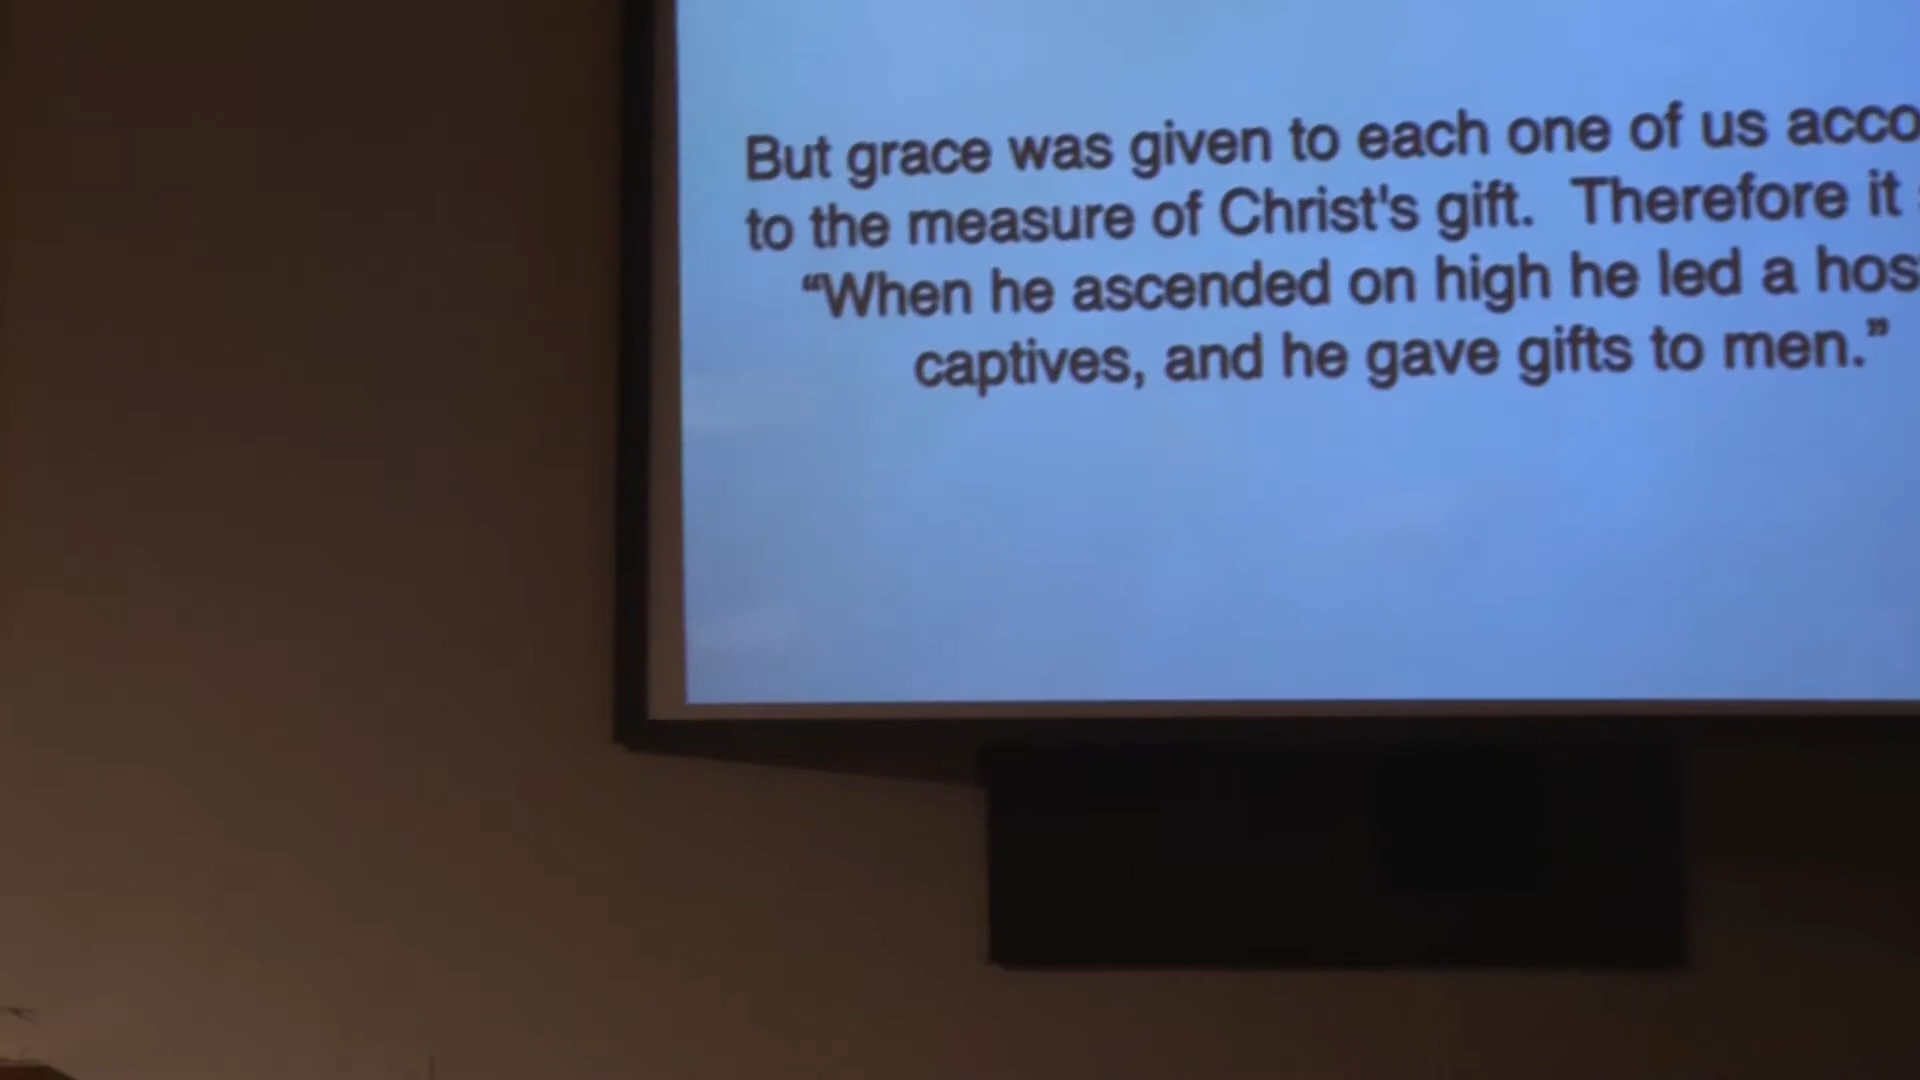 But grace was given to each one of us acco
to the measure of Christ's gift.  Therefore it
“When he ascended on high he led a hos
captives, and he gave gifts to men.”